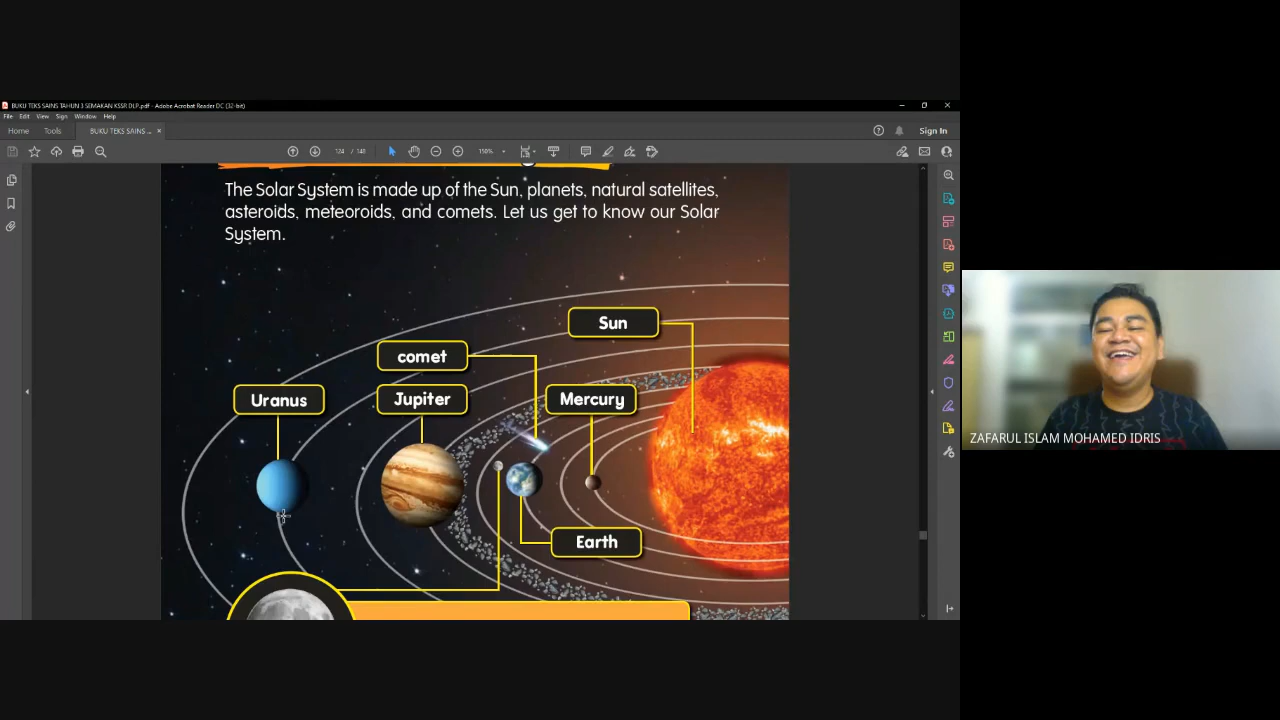 BUKU TEKS SAINS TAHUN 3 SEMAKAN KSSR DLP.pdf - Adobe Acrobat Reader DC (32-bit)
File Edit View Sign Window Help
Home Tools BUKU TEKS SAINS ... Sign In
124 / 148 150%
The Solar System is made up of the Sun, planets, natural satellites,
asteroids, meteoroids, and comets. Let us get to know our Solar
System.
Sun
comet
Uranus
Jupiter
Mercury
Earth
ZAFARUL ISLAM MOHAMED IDRIS